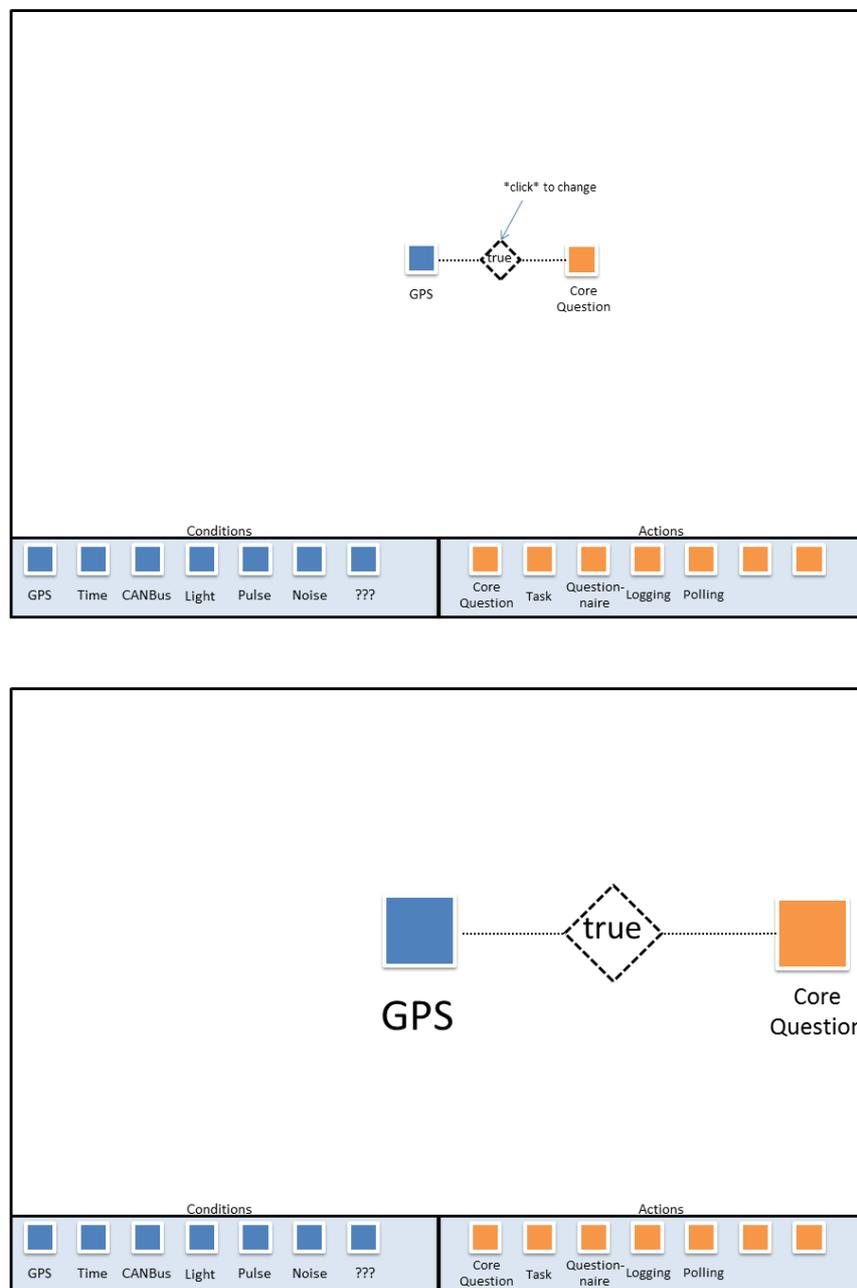 *click* to change
true
GPS
Core
Question
Conditions
Actions
GPS Time CANBus Light Pulse Noise ???
Core
Question
Task
Question-
naire
Logging
Polling
true
GPS
Core
Question
Conditions
Actions
GPS Time CANBus Light Pulse Noise ???
Core
Question
Task
Question-
naire
Logging
Polling